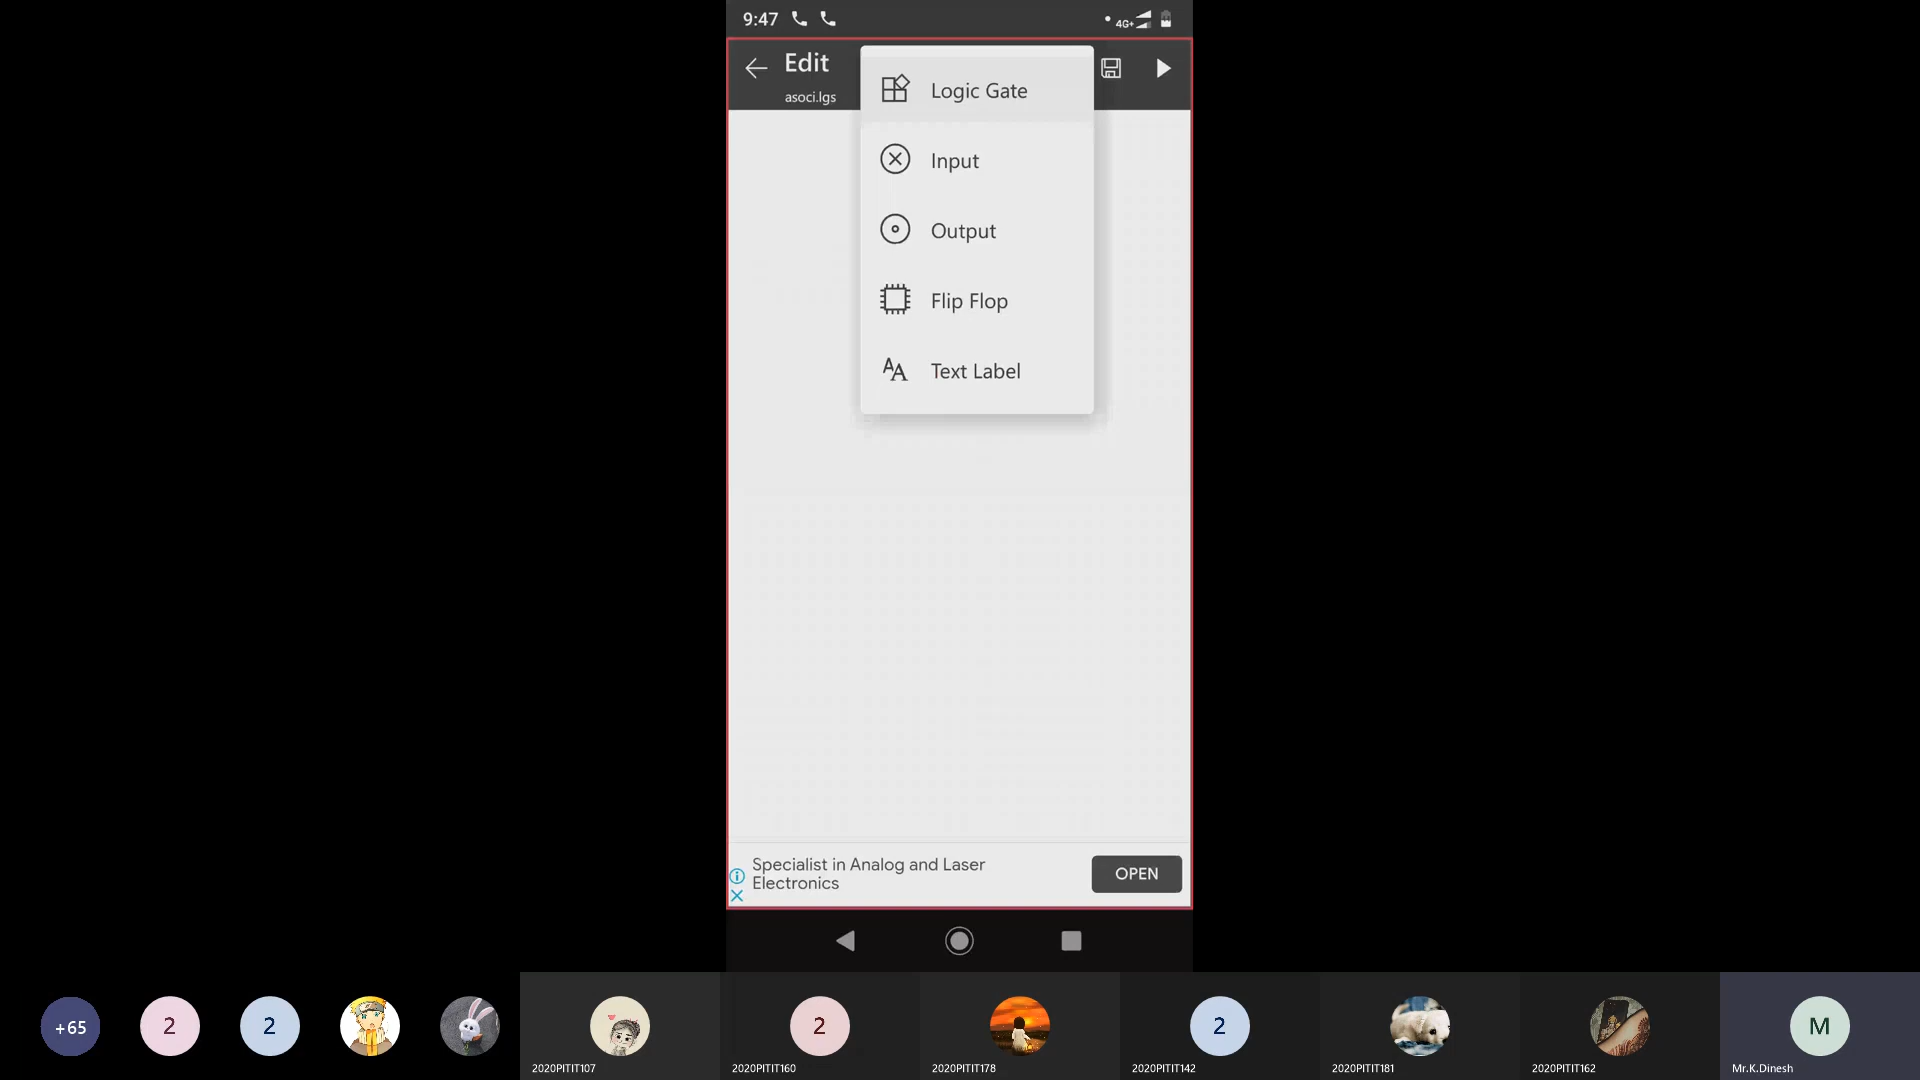 9:47
4G+
Edit
asoci.lgs
Logic Gate
Input
Output
Flip Flop
Text Label
Specialist in Analog and Laser
Electronics
OPEN
+65
2
2
2
2
M
2020PITIT107
2020PITIT160
2020PITIT178
2020PITIT142
2020PITIT181
2020PITIT162
Mr.K.Dinesh